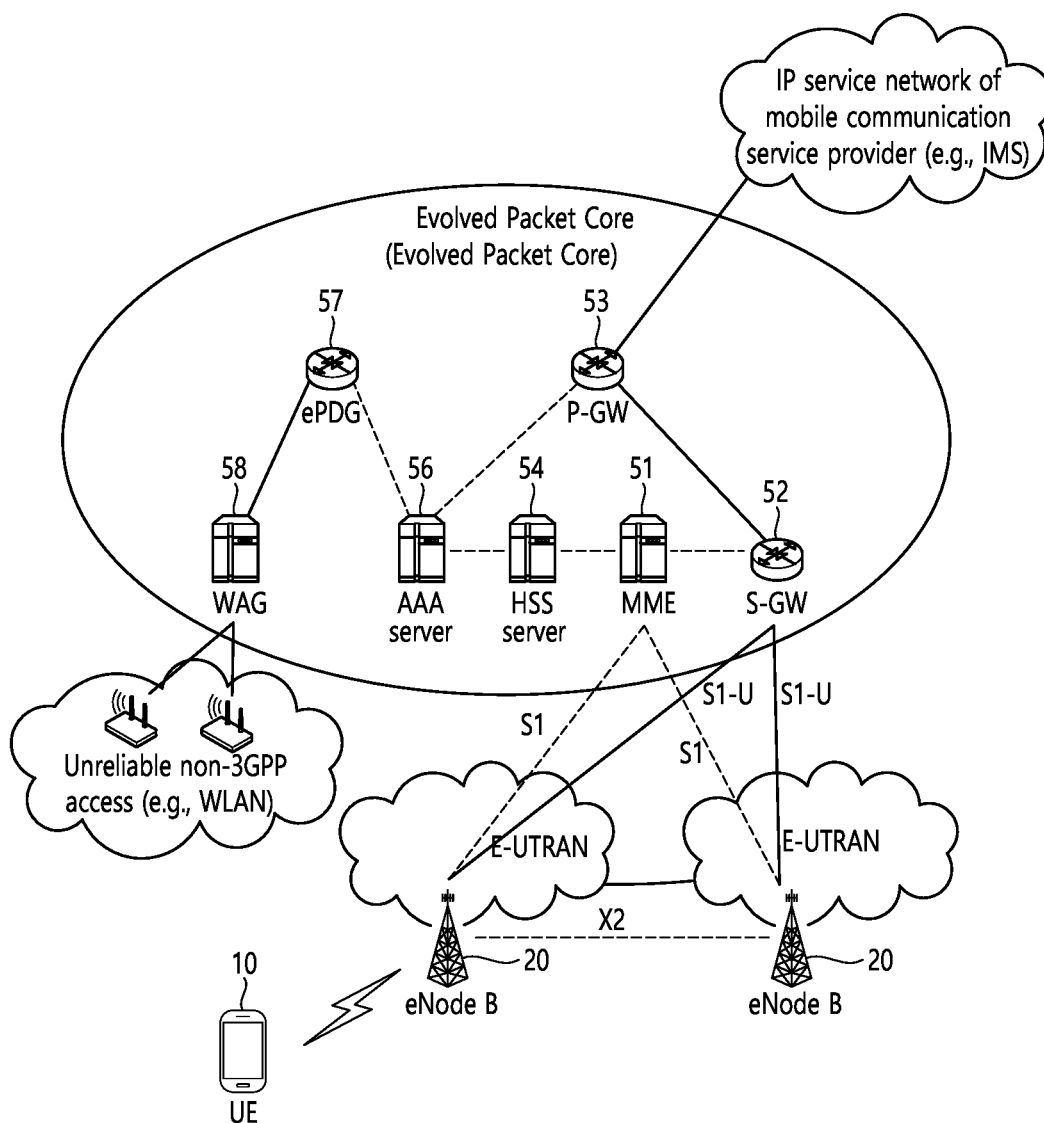 IP service network of
mobile communication
service provider (e.g., IMS)
Evolved Packet Core
(Evolved Packet Core)
57
53
ePDG
P-GW
58
56
54
51
52
WAG
AAA
server
HSS
server
MME
S-GW
S1
S1-U
S1-U
S1
Unreliable non-3GPP
access (e.g., WLAN)
E-UTRAN
E-UTRAN
X2
10
20
20
eNode B
eNode B
UE